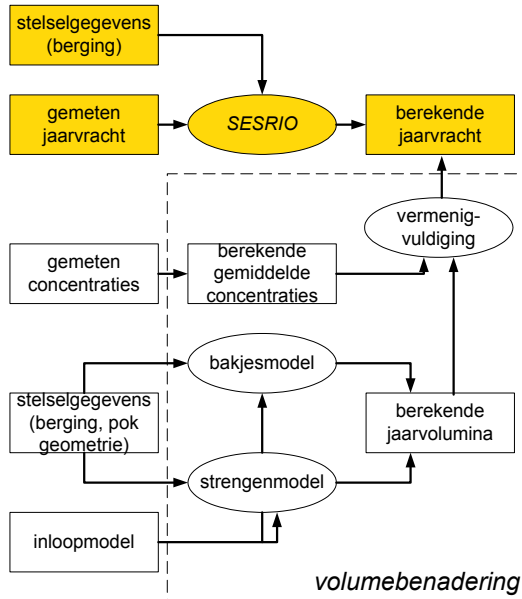 stelselgegevens
(berging)
gemeten
jaarvracht
SESRIO
berekende
jaarvracht
vermenig-
vuldiging
gemeten
concentraties
berekende
gemiddelde
concentraties
bakjesmodel
stelselgegevens
(berging, pok
geometrie)
berekende
jaarvolumina
strengenmodel
inloopmodel
volumebenadering